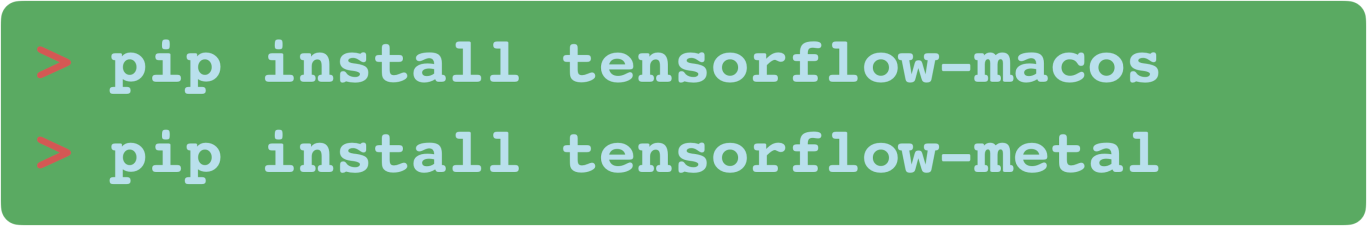 > pip install tensorflow-macos
> pip install tensorflow-metal